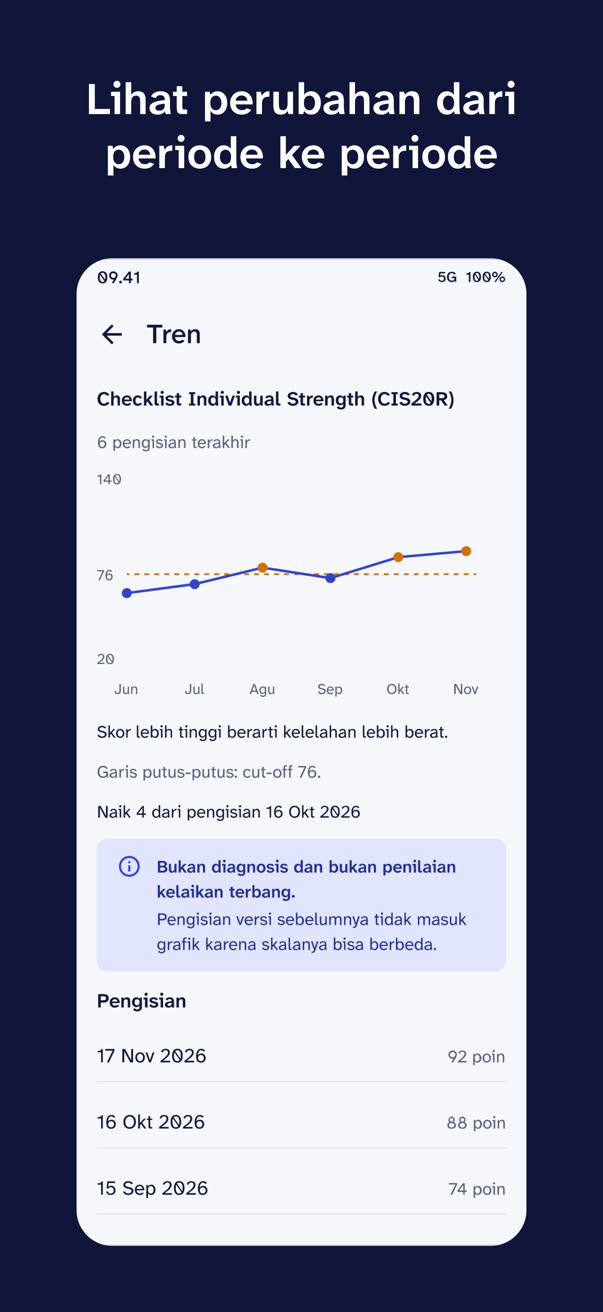 Lihat perubahan dari
periode ke periode
09.41
5G 100%
Tren
Checklist Individual Strength (CIS20R)
6 pengisian terakhir
140
76
20
Jun Jul Agu Sep Okt Nov
Skor lebih tinggi berarti kelelahan lebih berat.
Garis putus-putus: cut-off 76.
Naik 4 dari pengisian 16 Okt 2026
Bukan diagnosis dan bukan penilaian
kelaikan terbang.
Pengisian versi sebelumnya tidak masuk
grafik karena skalanya bisa berbeda.
Pengisian
17 Nov 2026 92 poin
16 Okt 2026 88 poin
15 Sep 2026 74 poin